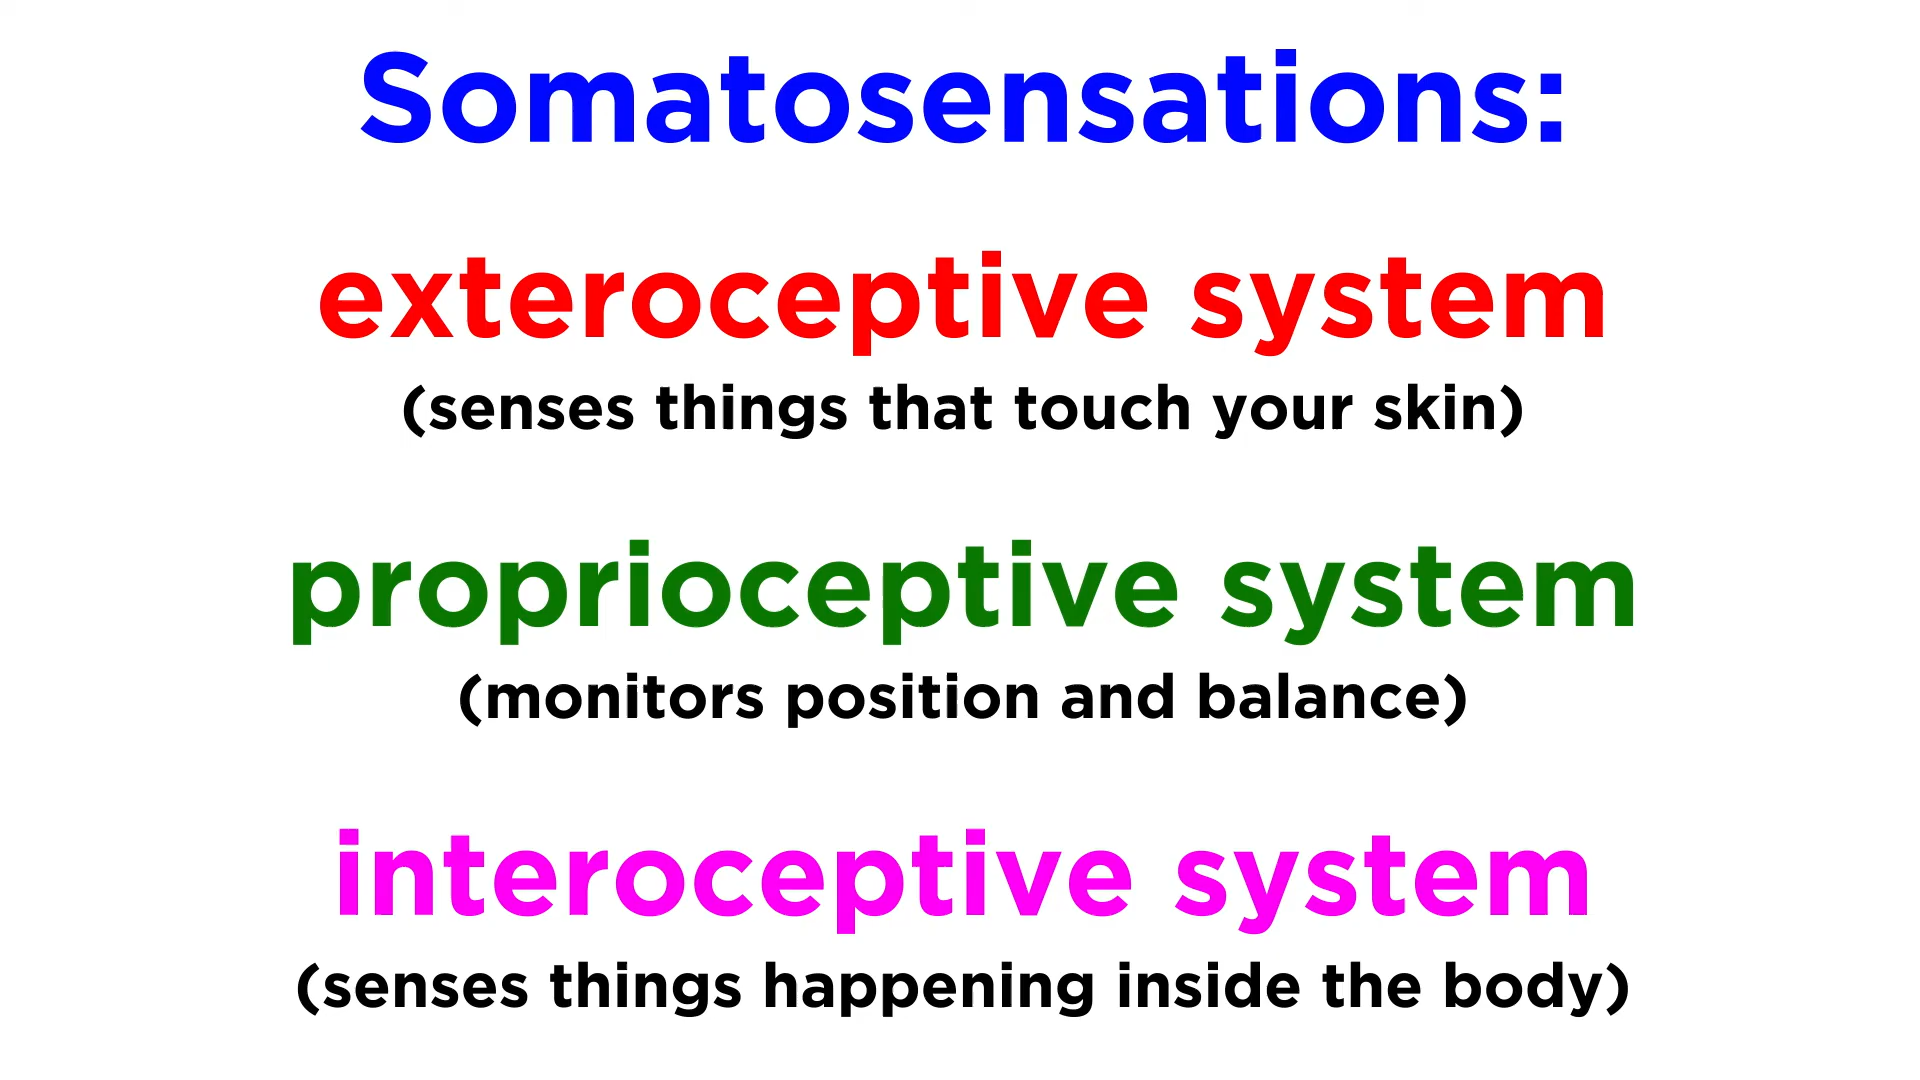 Somatosensations:
exteroceptive system
(senses things that touch your skin)
proprioceptive system
(monitors position and balance)
interoceptive system
(senses things happening inside the body)